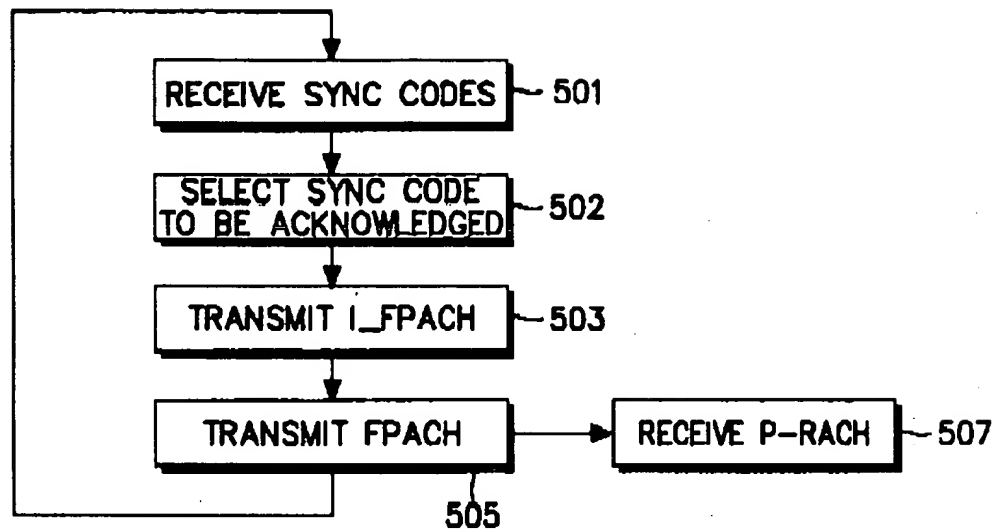 RECEIVE SYNC CODES
501
SELECT SYNC CODE
TO BE ACKNOWLEDGED
502
TRANSMIT I_FPACH
503
TRANSMIT FPACH
505
RECEIVE P-RACH
507